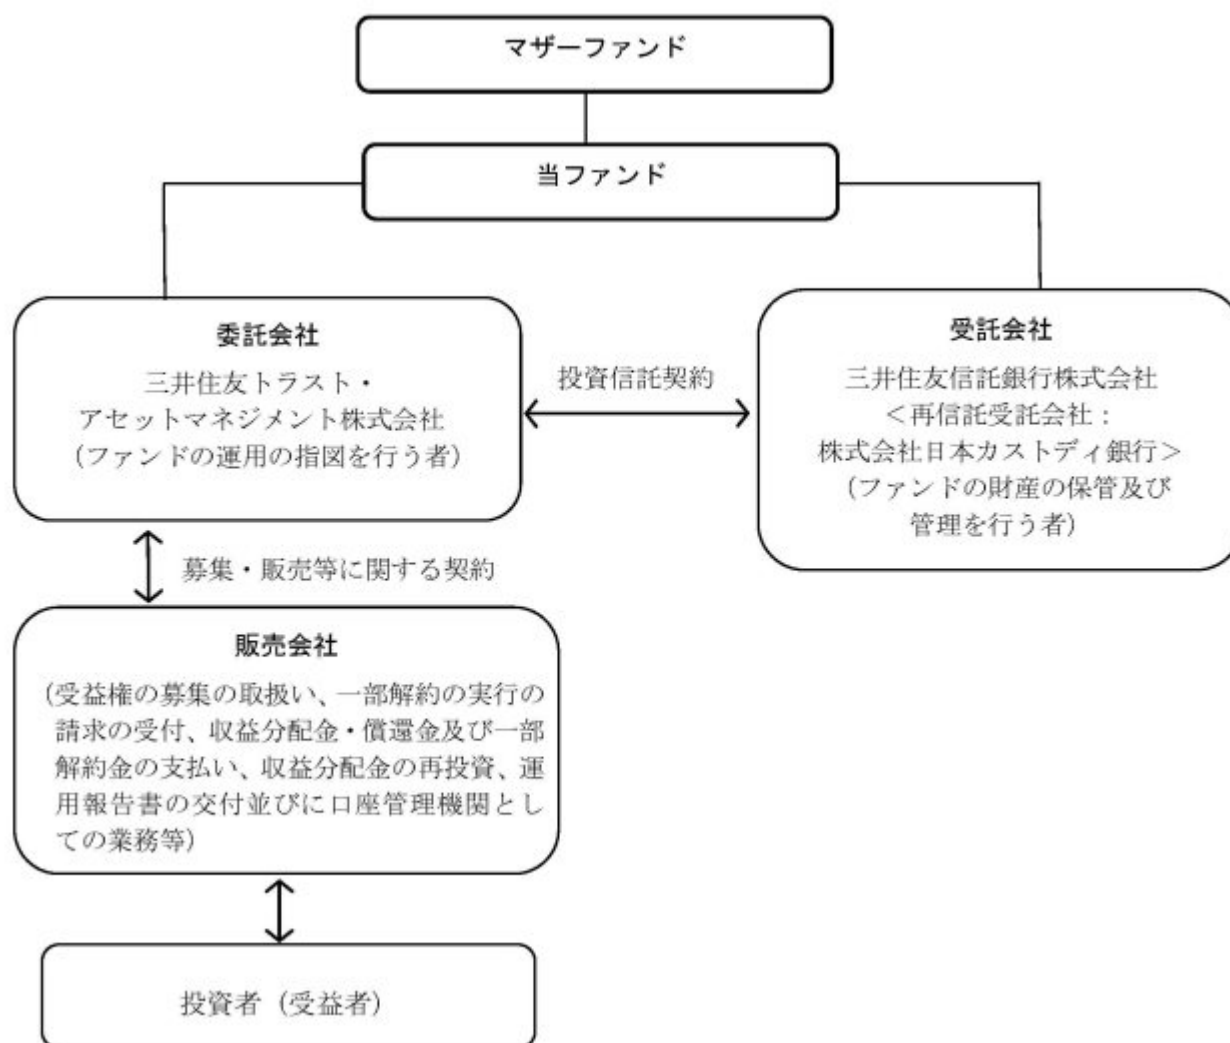 マザーファンド
当ファンド
委託会社
三井住友トラスト・
アセットマネジメント株式会社
（ファンドの運用の指図を行う者）
投資信託契約
受託会社
三井住友信託銀行株式会社
＜再信託受託会社：
株式会社日本カストディ銀行＞
（ファンドの財産の保管及び
管理を行う者）
募集・販売等に関する契約
販売会社
（受益権の募集の取扱い、一部解約の実行の
請求の受付、収益分配金・償還金及び一部
解約金の支払い、収益分配金の再投資、運
用報告書の交付並びに口座管理機関とし
ての業務等）
投資者（受益者）